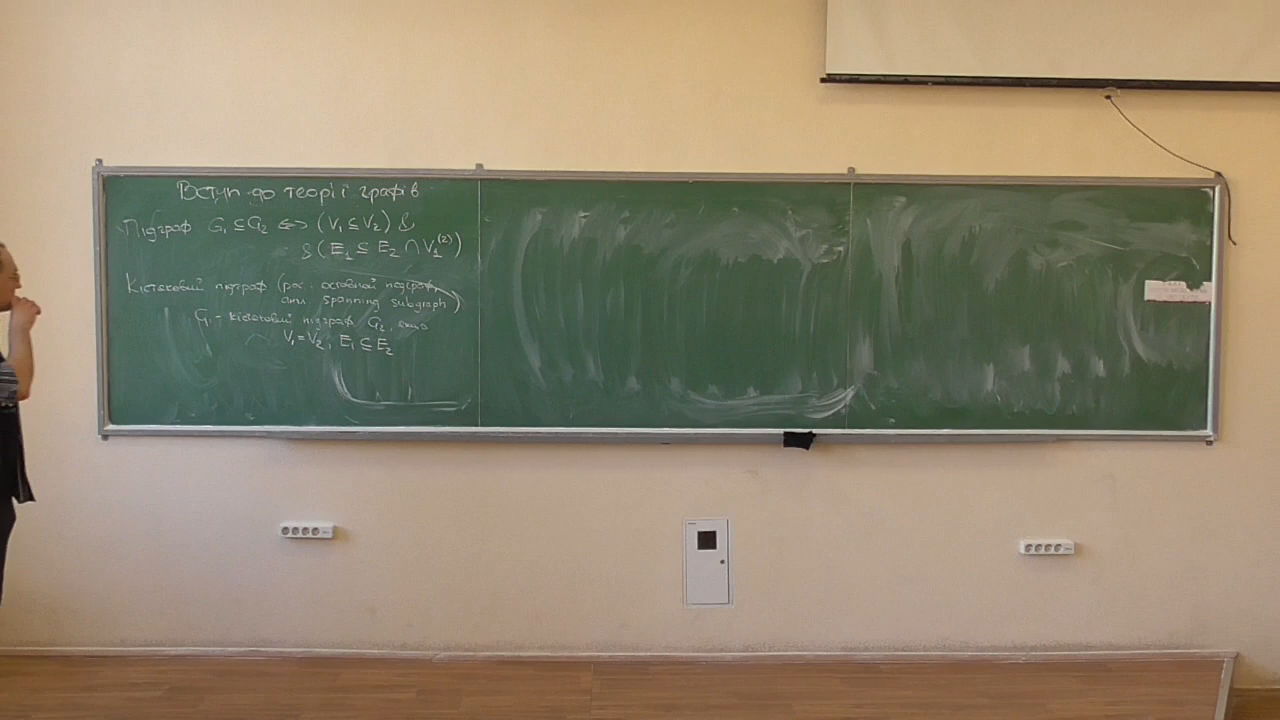 Вступ до теорії графів
Підграф G₁ ⊆ G₂ ⟺ (V₁ ⊆ V₂) &
& (E₁ ⊆ E₂ ∩ V₁⁽²⁾)
Кістяковий підграф (рос. остовной подграф,
англ. spanning subgraph)
G₁ - кістяковий підграф G₂, якщо
V₁ = V₂, E₁ ⊆ E₂